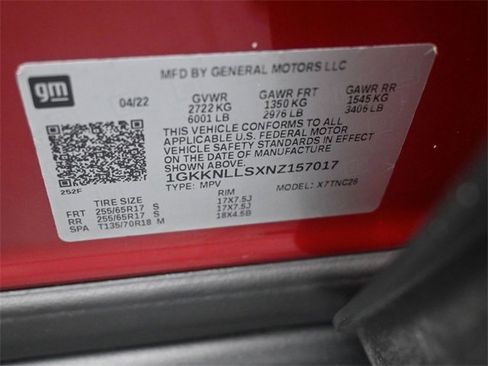 gm
MFD BY GENERAL MOTORS LLC
04/22 GVWR GAWR FRT GAWR RR
2722 KG 1350 KG 1545 KG
6001 LB 2976 LB 3406 LB
THIS VEHICLE CONFORMS TO ALL
APPLICABLE U.S. FEDERAL MOTOR
VEHICLE SAFETY STANDARDS IN EFFECT
ON THE DATE OF MANUFACTURE
SHOWN ABOVE.
1GKKNLLSXNZ157017
TYPE: MPV MODEL: X7TNC26
252F
TIRE SIZE RIM
FRT 255/65R17 S 17X7.5J
RR 255/65R17 S 17X7.5J
SPA T135/70R18 M 18X4.5B